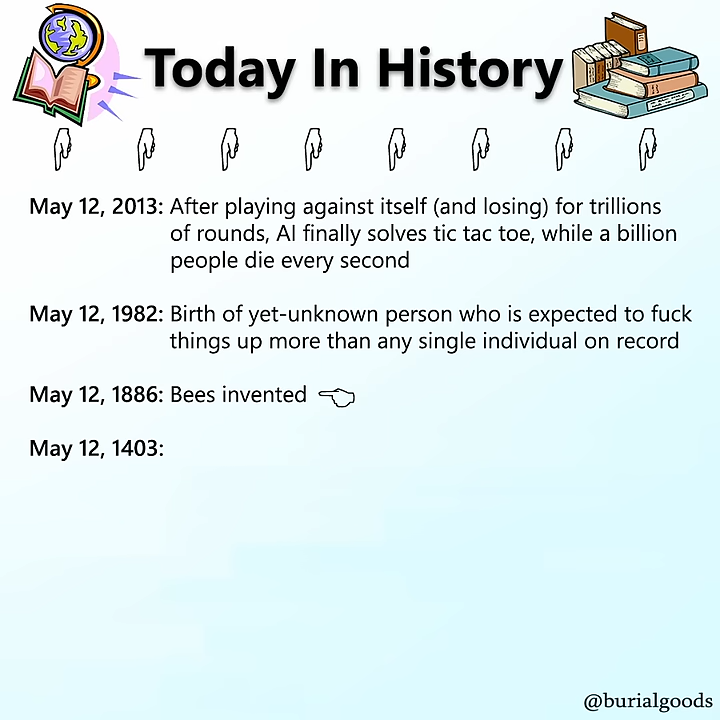 Today In History
May 12, 2013: After playing against itself (and losing) for trillions
of rounds, AI finally solves tic tac toe, while a billion
people die every second
May 12, 1982: Birth of yet-unknown person who is expected to fuck
things up more than any single individual on record
May 12, 1886: Bees invented
May 12, 1403:
@burialgoods